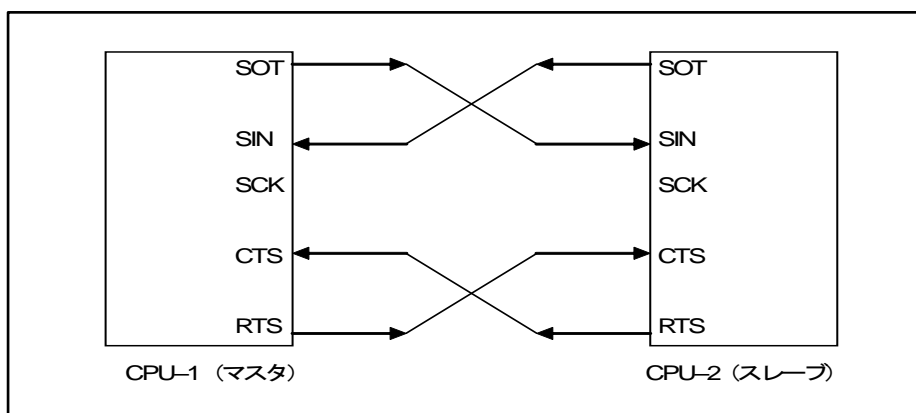 SOT
SOT
SIN
SIN
SCK
SCK
CTS
CTS
RTS
RTS
CPU–1 (マスタ)
CPU–2 (スレーブ)